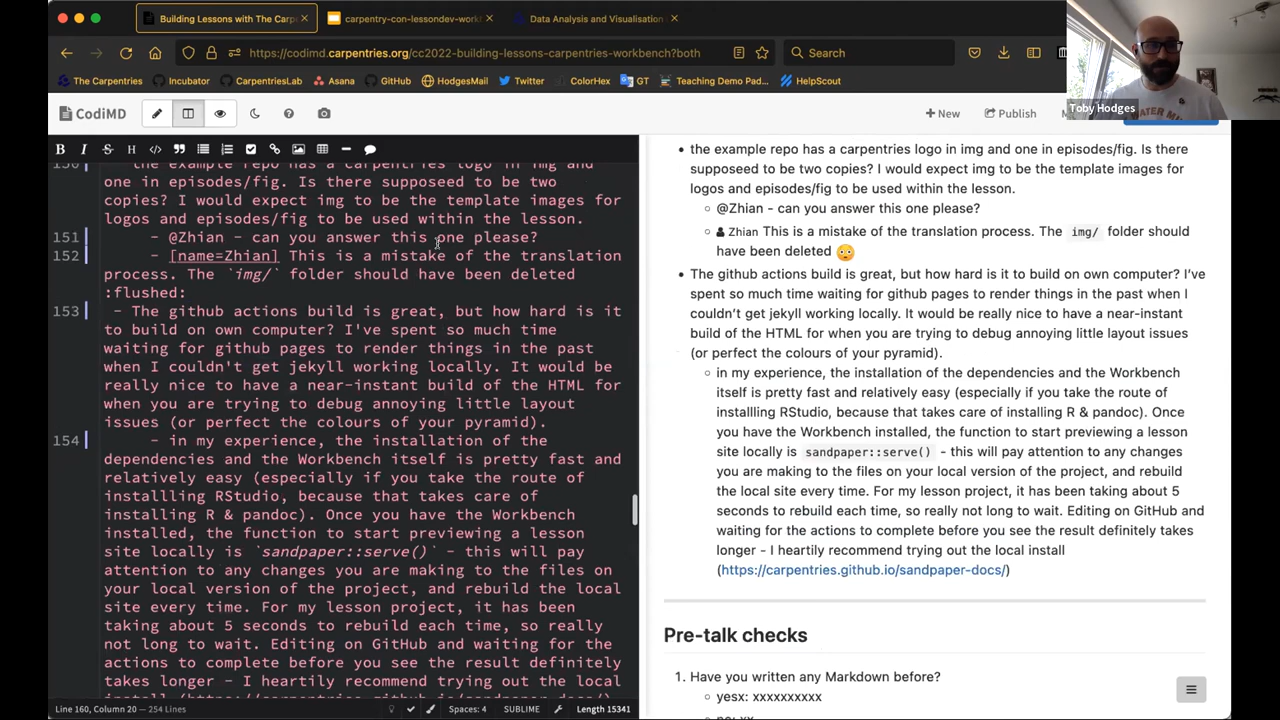 Building Lessons with The Carp
carpentry-con-lessondev-work
Data Analysis and Visualisation
https://codimd.carpentries.org/cc2022-building-lessons-carpentries-workbench?both
Search
The Carpentries
Incubator
CarpentriesLab
Asana
GitHub
HodgesMail
Twitter
ColorHex
GT
Teaching Demo Pad...
HelpScout
Toby Hodges
CodiMD
New
Publish
150 the example repo has a carpentries logo in img and
one in episodes/fig. Is there supposeed to be two
copies? I would expect img to be the template images for
logos and episodes/fig to be used within the lesson.
151 - @Zhian - can you answer this one please?
152 - [name=Zhian] This is a mistake of the translation
process. The `img/` folder should have been deleted
:flushed:
153 - The github actions build is great, but how hard is it
to build on own computer? I've spent so much time
waiting for github pages to render things in the past
when I couldn't get jekyll working locally. It would be
really nice to have a near-instant build of the HTML for
when you are trying to debug annoying little layout
issues (or perfect the colours of your pyramid).
154 - in my experience, the installation of the
dependencies and the Workbench itself is pretty fast and
relatively easy (especially if you take the route of
installling RStudio, because that takes care of
installing R & pandoc). Once you have the Workbench
installed, the function to start previewing a lesson
site locally is `sandpaper::serve()` - this will pay
attention to any changes you are making to the files on
your local version of the project, and rebuild the local
site every time. For my lesson project, it has been
taking about 5 seconds to rebuild each time, so really
not long to wait. Editing on GitHub and waiting for the
actions to complete before you see the result definitely
takes longer - I heartily recommend trying out the local
install (https://carpentries.github.io/sandpaper-docs/)
Line 160, Column 20 — 254 Lines
Spaces: 4
SUBLIME
Length 15341
the example repo has a carpentries logo in img and one in episodes/fig. Is there
supposeed to be two copies? I would expect img to be the template images for
logos and episodes/fig to be used within the lesson.
@Zhian - can you answer this one please?
Zhian This is a mistake of the translation process. The img/ folder should
have been deleted
The github actions build is great, but how hard is it to build on own computer? I've
spent so much time waiting for github pages to render things in the past when I
couldn't get jekyll working locally. It would be really nice to have a near-instant
build of the HTML for when you are trying to debug annoying little layout issues
(or perfect the colours of your pyramid).
in my experience, the installation of the dependencies and the Workbench
itself is pretty fast and relatively easy (especially if you take the route of
installling RStudio, because that takes care of installing R & pandoc). Once
you have the Workbench installed, the function to start previewing a lesson
site locally is sandpaper::serve() - this will pay attention to any changes
you are making to the files on your local version of the project, and rebuild
the local site every time. For my lesson project, it has been taking about 5
seconds to rebuild each time, so really not long to wait. Editing on GitHub and
waiting for the actions to complete before you see the result definitely takes
longer - I heartily recommend trying out the local install
(https://carpentries.github.io/sandpaper-docs/)
Pre-talk checks
1. Have you written any Markdown before?
yesx: xxxxxxxxxx
no: xx